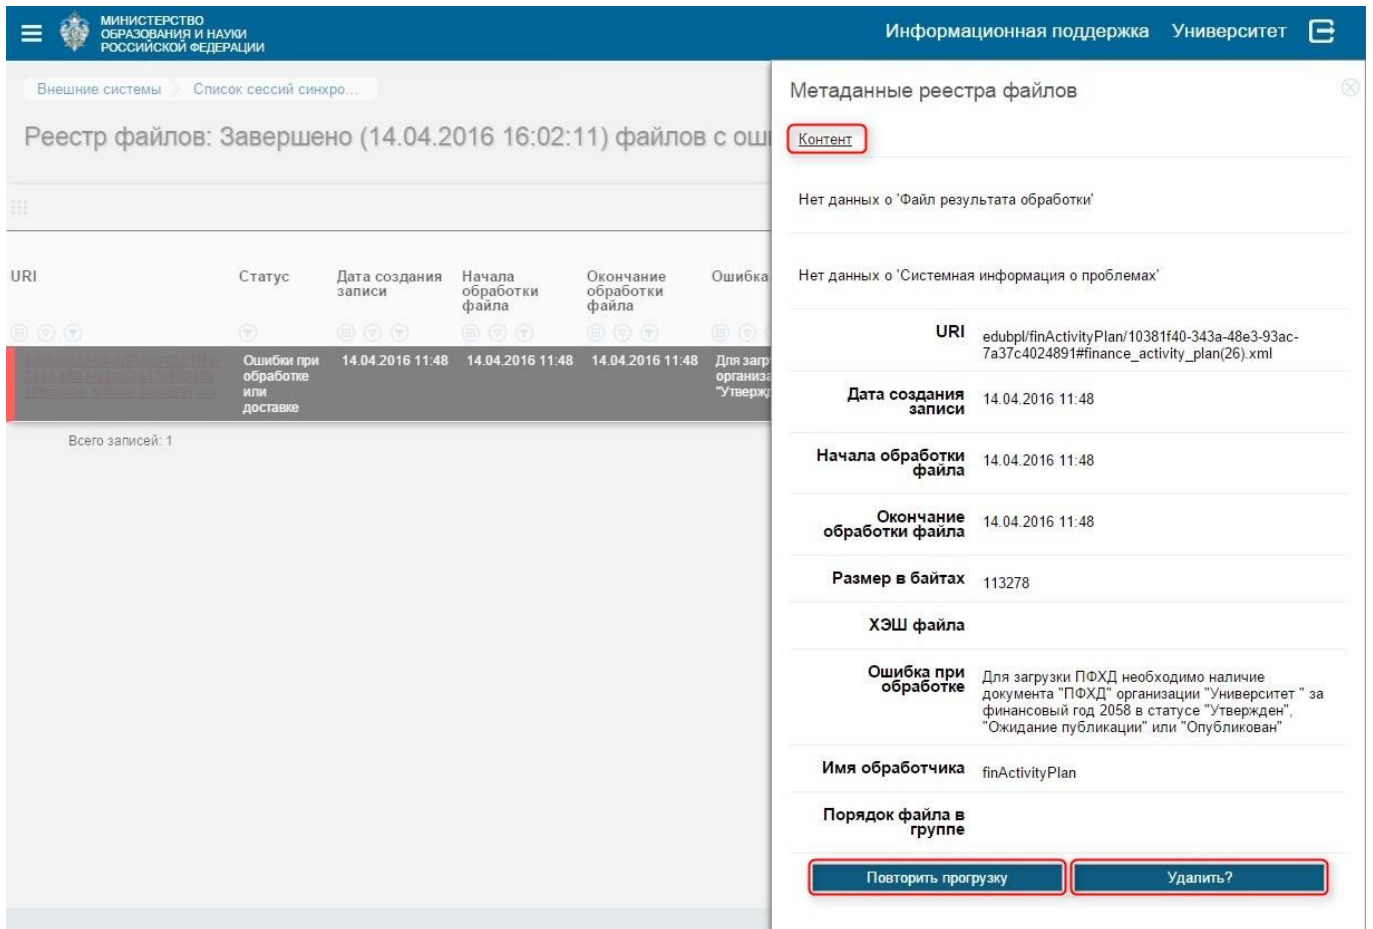 МИНИСТЕРСТВО
ОБРАЗОВАНИЯ И НАУКИ
РОССИЙСКОЙ ФЕДЕРАЦИИ
Информационная поддержка Университет
Внешние системы Список сессий синхро...
Реестр файлов: Завершено (14.04.2016 16:02:11) файлов с
URI Статус Дата создания записи Начала обработки файла Окончание обработки файла Ошибка
Ошибки при обработке или доставке 14.04.2016 11:48 14.04.2016 11:48 14.04.2016 11:48 Для
Всего записей: 1
Метаданные реестра файлов
Контент
Нет данных о 'Файл результата обработки'
Нет данных о 'Системная информация о проблемах'
URI edubpl/finActivityPlan/10381f40-343a-48e3-93ac-
7a37c4024891#finance_activity_plan(26).xml
Дата создания
записи 14.04.2016 11:48
Начала обработки
файла 14.04.2016 11:48
Окончание
обработки файла 14.04.2016 11:48
Размер в байтах 113278
ХЭШ файла
Ошибка при
обработке Для загрузки ПФХД необходимо наличие
документа "ПФХД" организации "Университет " за
финансовый год 2058 в статусе "Утвержден",
"Ожидание публикации" или "Опубликован"
Имя обработчика finActivityPlan
Порядок файла в
группе
Повторить прогрузку Удалить?